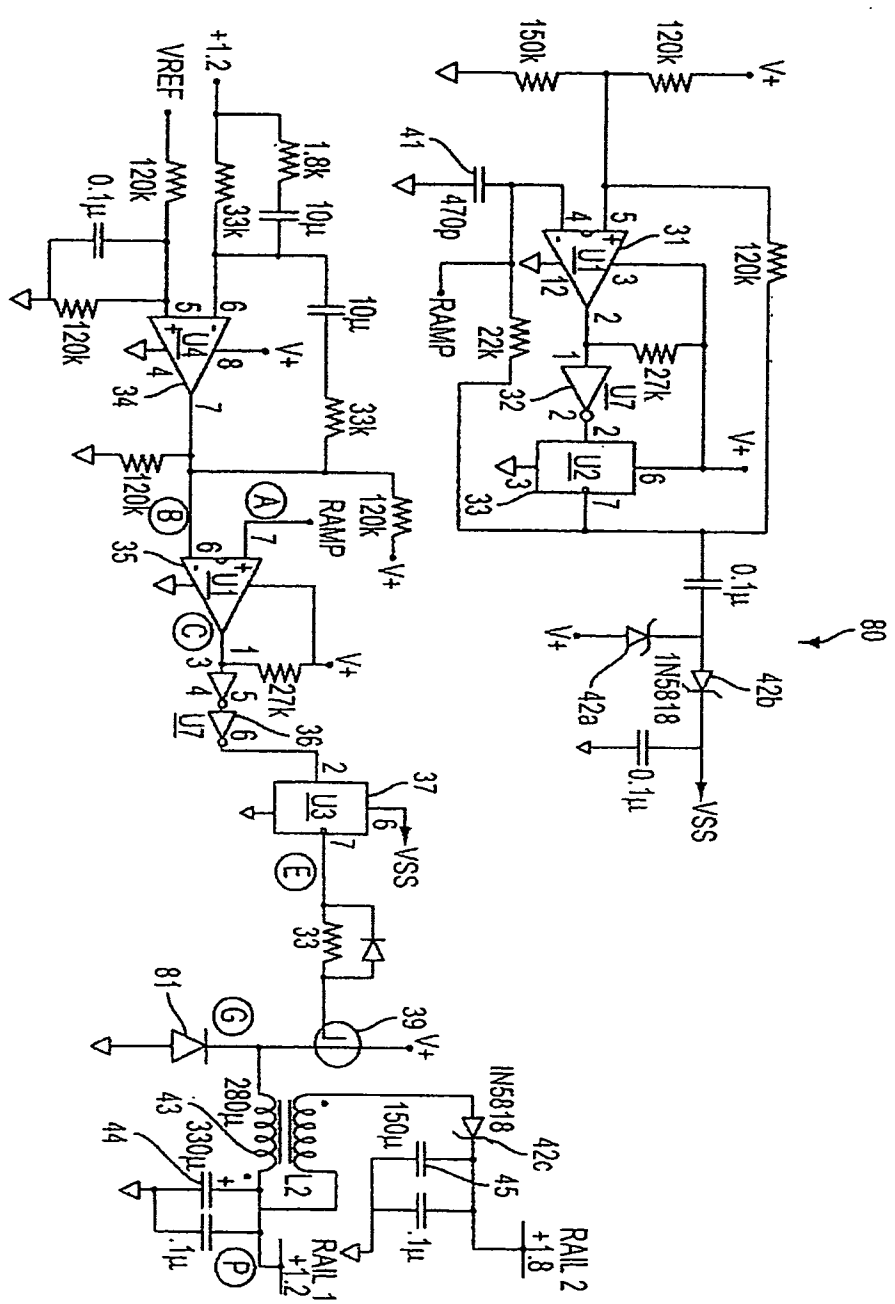 80
V+
120k
150k
120k
5
+
31
U1
3
4
-
12
2
41
470p
RAMP
22k
27k
1
32
U7
2
2
U2
6
7
3
33
V+
0.1μ
V+
42a
1N5818
42b
0.1μ
VSS
+1.2
VREF
1.8k
10μ
33k
120k
0.1μ
120k
6
-
5
+
U4
8
V+
4
34
7
10μ
33k
120k
V+
120k
B
A
RAMP
7
+
6
-
U1
35
C
1
3
V+
27k
4
5
6
36
U7
2
37
U3
6
VSS
7
E
33
39
V+
G
81
280μ
43
44
330μ
+
.1μ
L2
P
RAIL 1
+1.2
1N5818
42c
150μ
45
.1μ
RAIL 2
+1.8